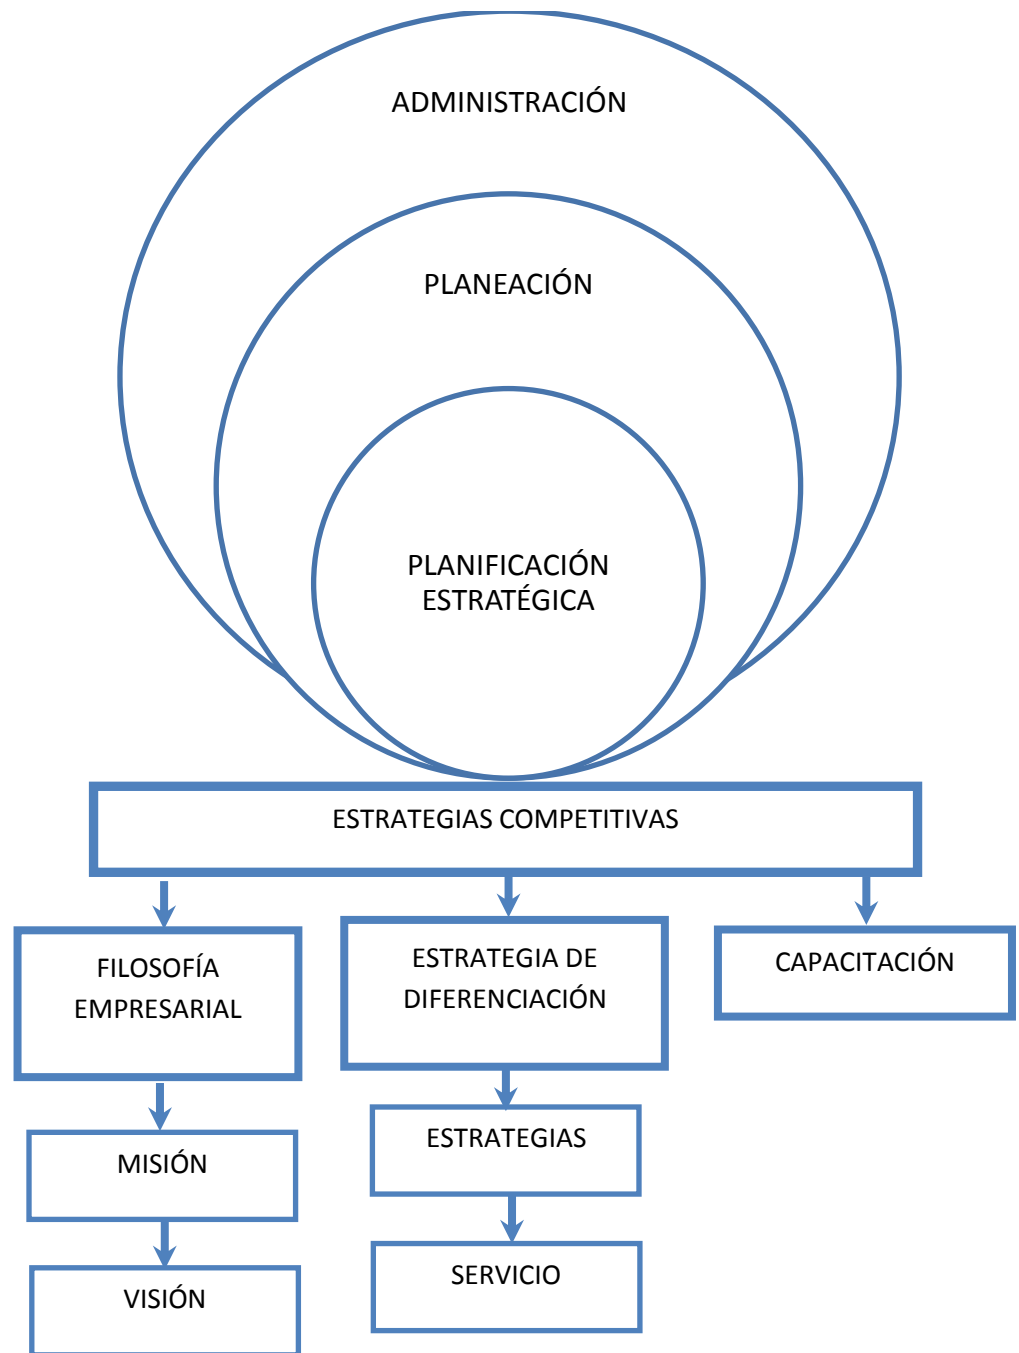 ADMINISTRACIÓN
PLANEACIÓN
PLANIFICACIÓN
ESTRATÉGICA
ESTRATEGIAS COMPETITIVAS
FILOSOFÍA
EMPRESARIAL
ESTRATEGIA DE
DIFERENCIACIÓN
CAPACITACIÓN
MISIÓN
ESTRATEGIAS
VISIÓN
SERVICIO